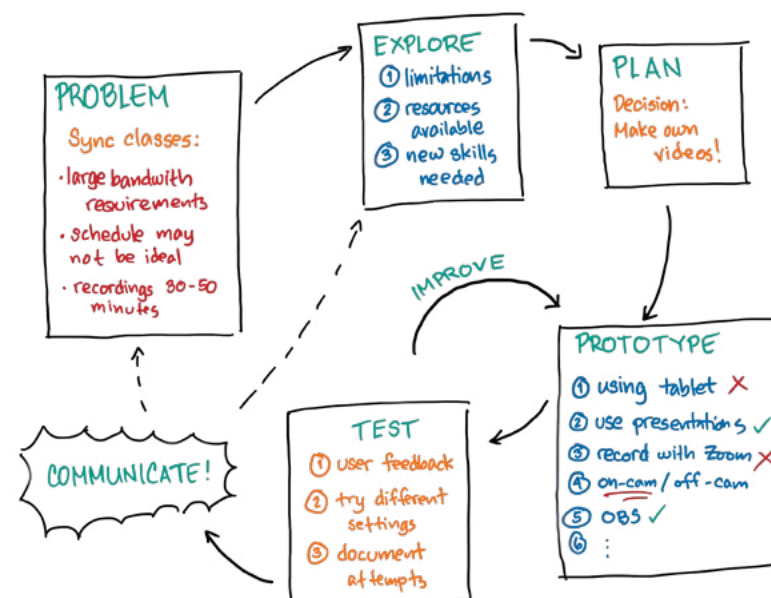 PROBLEM
Sync classes:
• large bandwith
requirements
• schedule may
not be ideal
• recordings 30-50
minutes
EXPLORE
① limitations
② resources
available
③ new skills
needed
PLAN
Decision:
Make own
videos!
IMPROVE
PROTOTYPE
① using tablet ✗
② use presentations ✓
③ record with Zoom ✗
④ on-cam / off-cam
⑤ OBS ✓
⑥ ⋮
TEST
① user feedback
② try different
settings
③ document
attempts
COMMUNICATE!